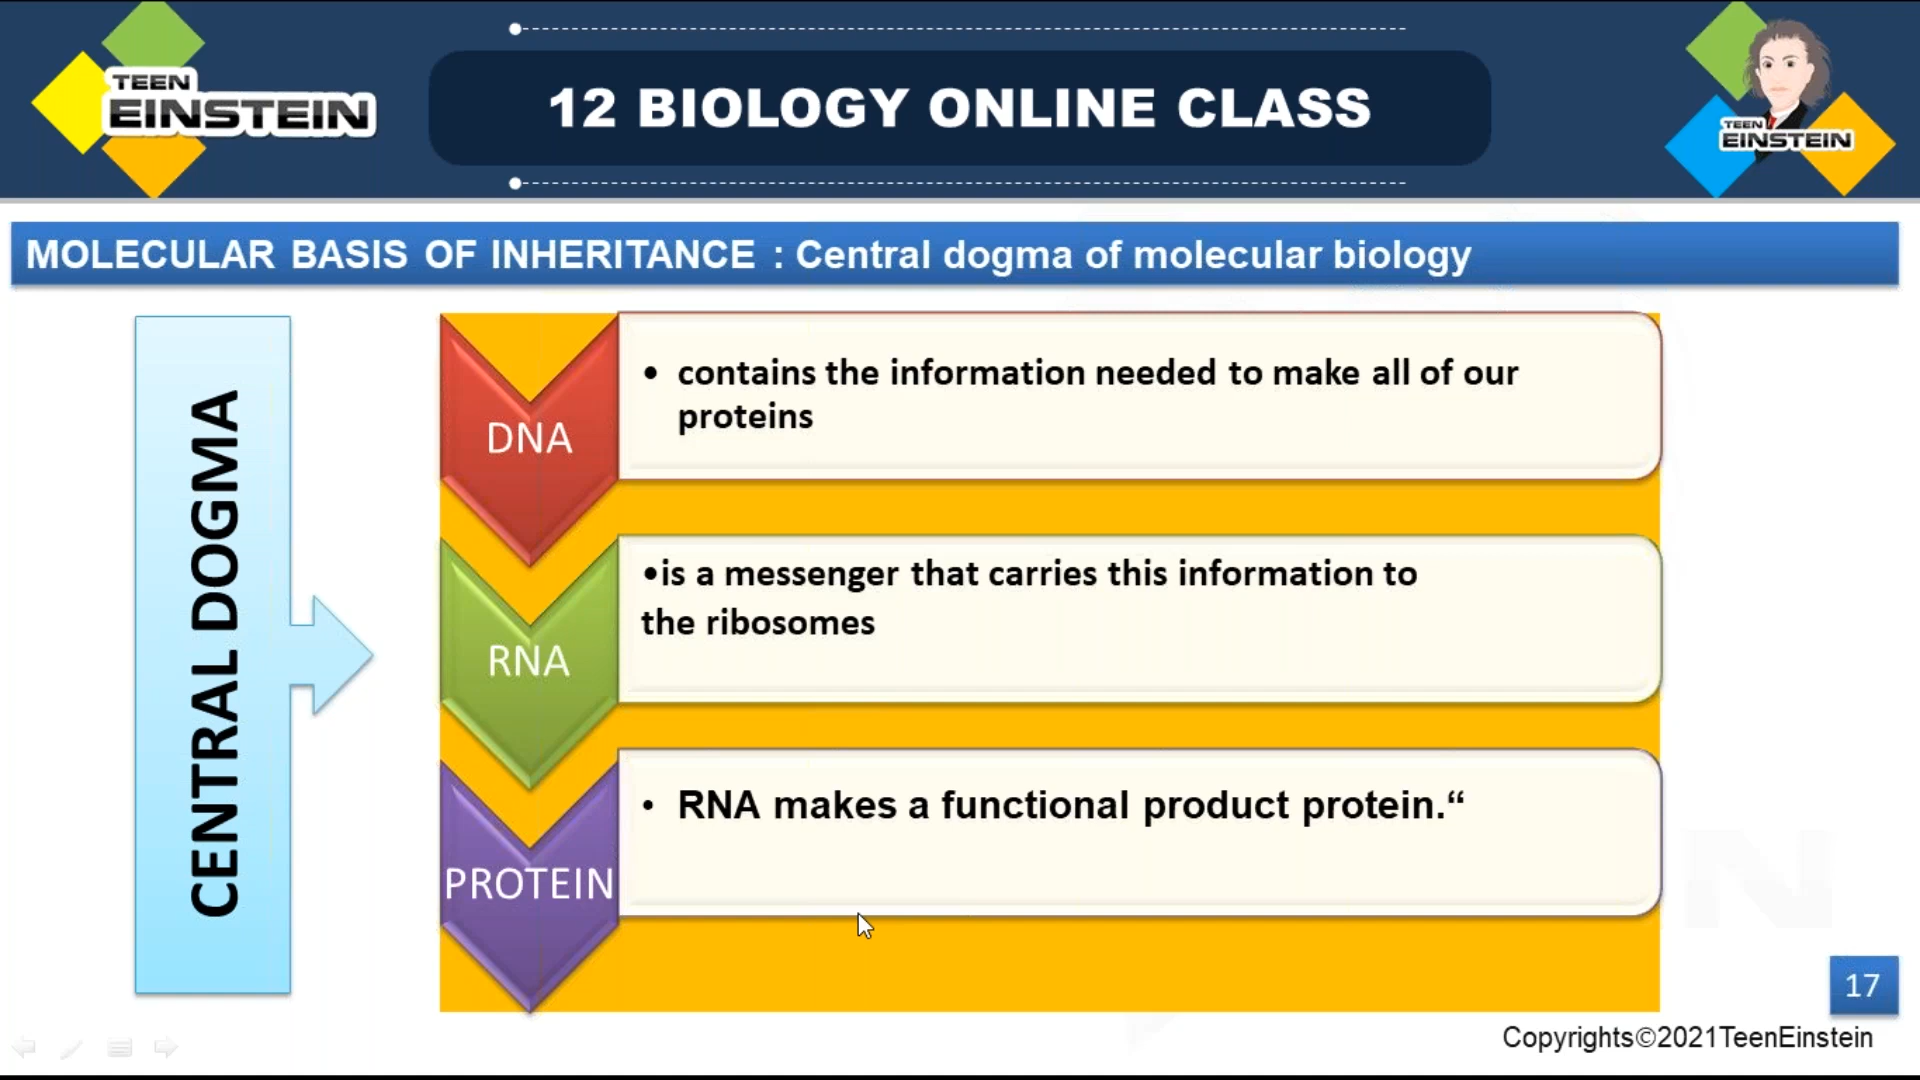 TEEN
EINSTEIN
12 BIOLOGY ONLINE CLASS
TEEN
EINSTEIN
MOLECULAR BASIS OF INHERITANCE : Central dogma of molecular biology
CENTRAL DOGMA
DNA
• contains the information needed to make all of our
proteins
RNA
•is a messenger that carries this information to
the ribosomes
PROTEIN
• RNA makes a functional product protein.“
17
Copyrights©2021TeenEinstein